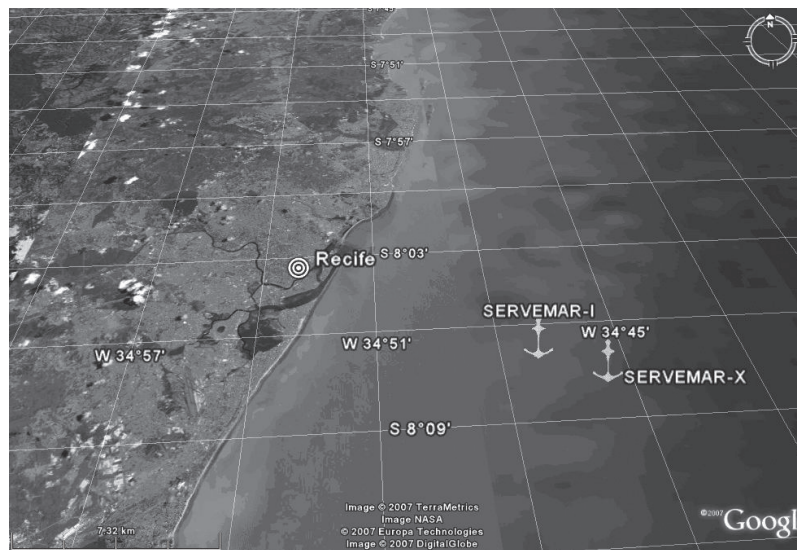 N
S 7°51'
S 7°57'
S 8°03'
Recife
SERVEMAR-I
W 34°45'
W 34°51'
W 34°57'
SERVEMAR-X
S 8°09'
7.32 km
Image © 2007 TerraMetrics
Image NASA
© 2007 Europa Technologies
Image © 2007 DigitalGlobe
©2007 Google